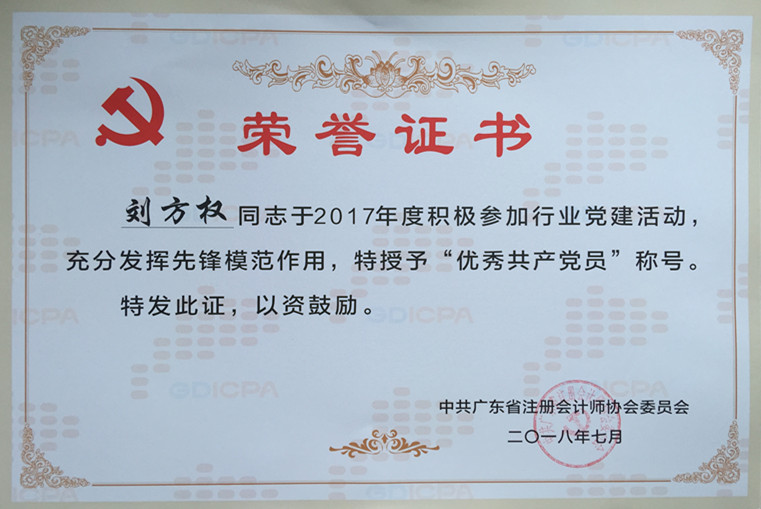 荣誉证书
刘方权同志于2017年度积极参加行业党建活动，
充分发挥先锋模范作用，特授予“优秀共产党员”称号。
特发此证，以资鼓励。
中共广东省注册会计师协会委员会
二〇一八年七月
GDICPA